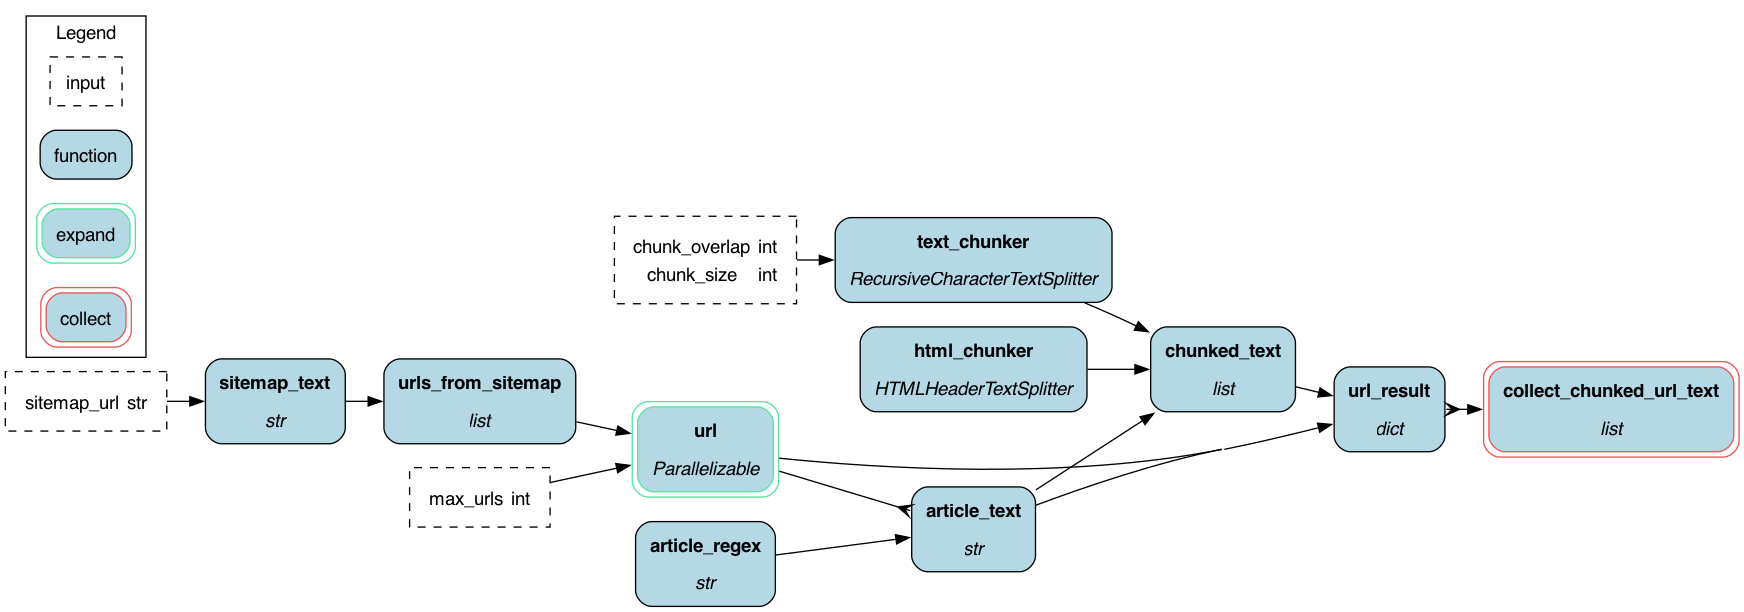 Legend
input
function
expand
collect
sitemap_url str
sitemap_text
str
urls_from_sitemap
list
max_urls int
url
Parallelizable
article_regex
str
chunk_overlap int
chunk_size int
text_chunker
RecursiveCharacterTextSplitter
html_chunker
HTMLHeaderTextSplitter
article_text
str
chunked_text
list
url_result
dict
collect_chunked_url_text
list